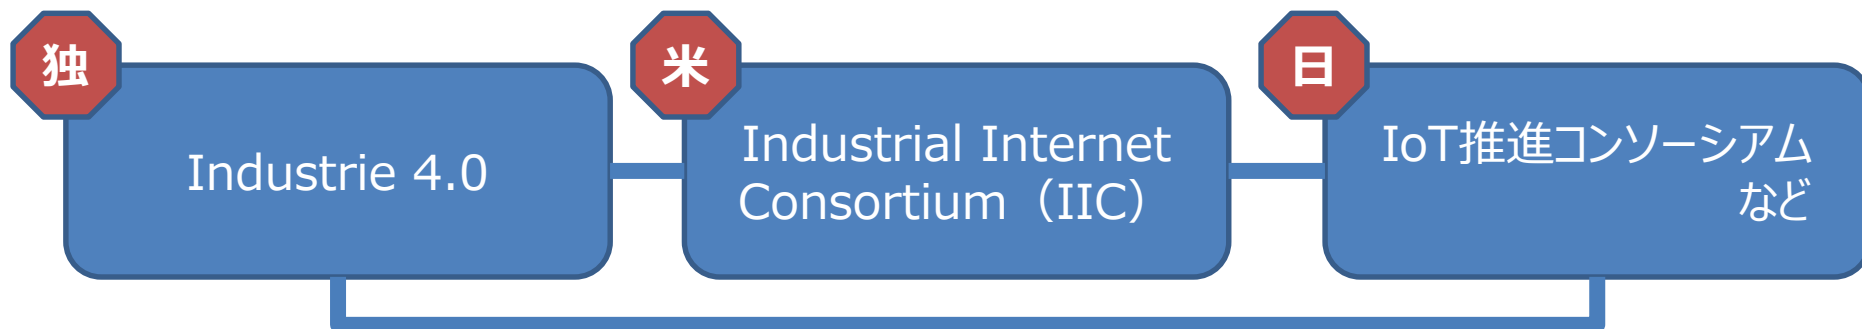 独
Industrie 4.0
米
Industrial Internet
Consortium（IIC）
日
IoT推進コンソーシアム
など